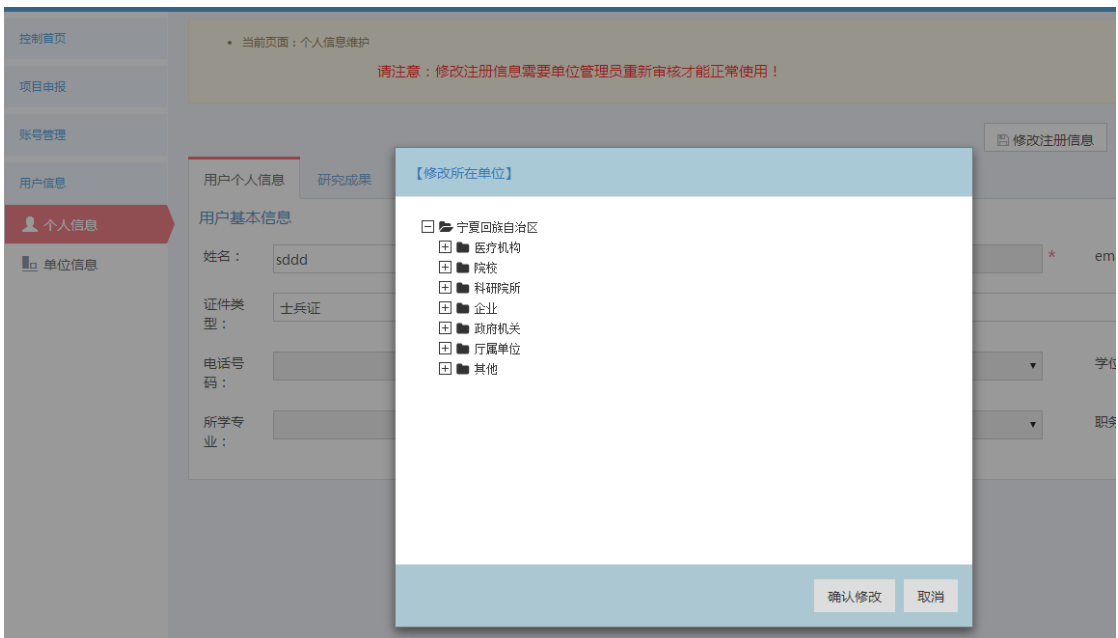 控制首页
项目申报
账号管理
用户信息
个人信息
单位信息
• 当前页面：个人信息维护
请注意：修改注册信息需要单位管理员重新审核才能正常使用！
修改注册信息
用户个人信息 研究成果
用户基本信息
姓名： sddd * em
证件类型： 士兵证
电话号码： 学位
所学专业： 职务
【修改所在单位】
宁夏回族自治区
医疗机构
院校
科研院所
企业
政府机关
厅属单位
其他
确认修改 取消